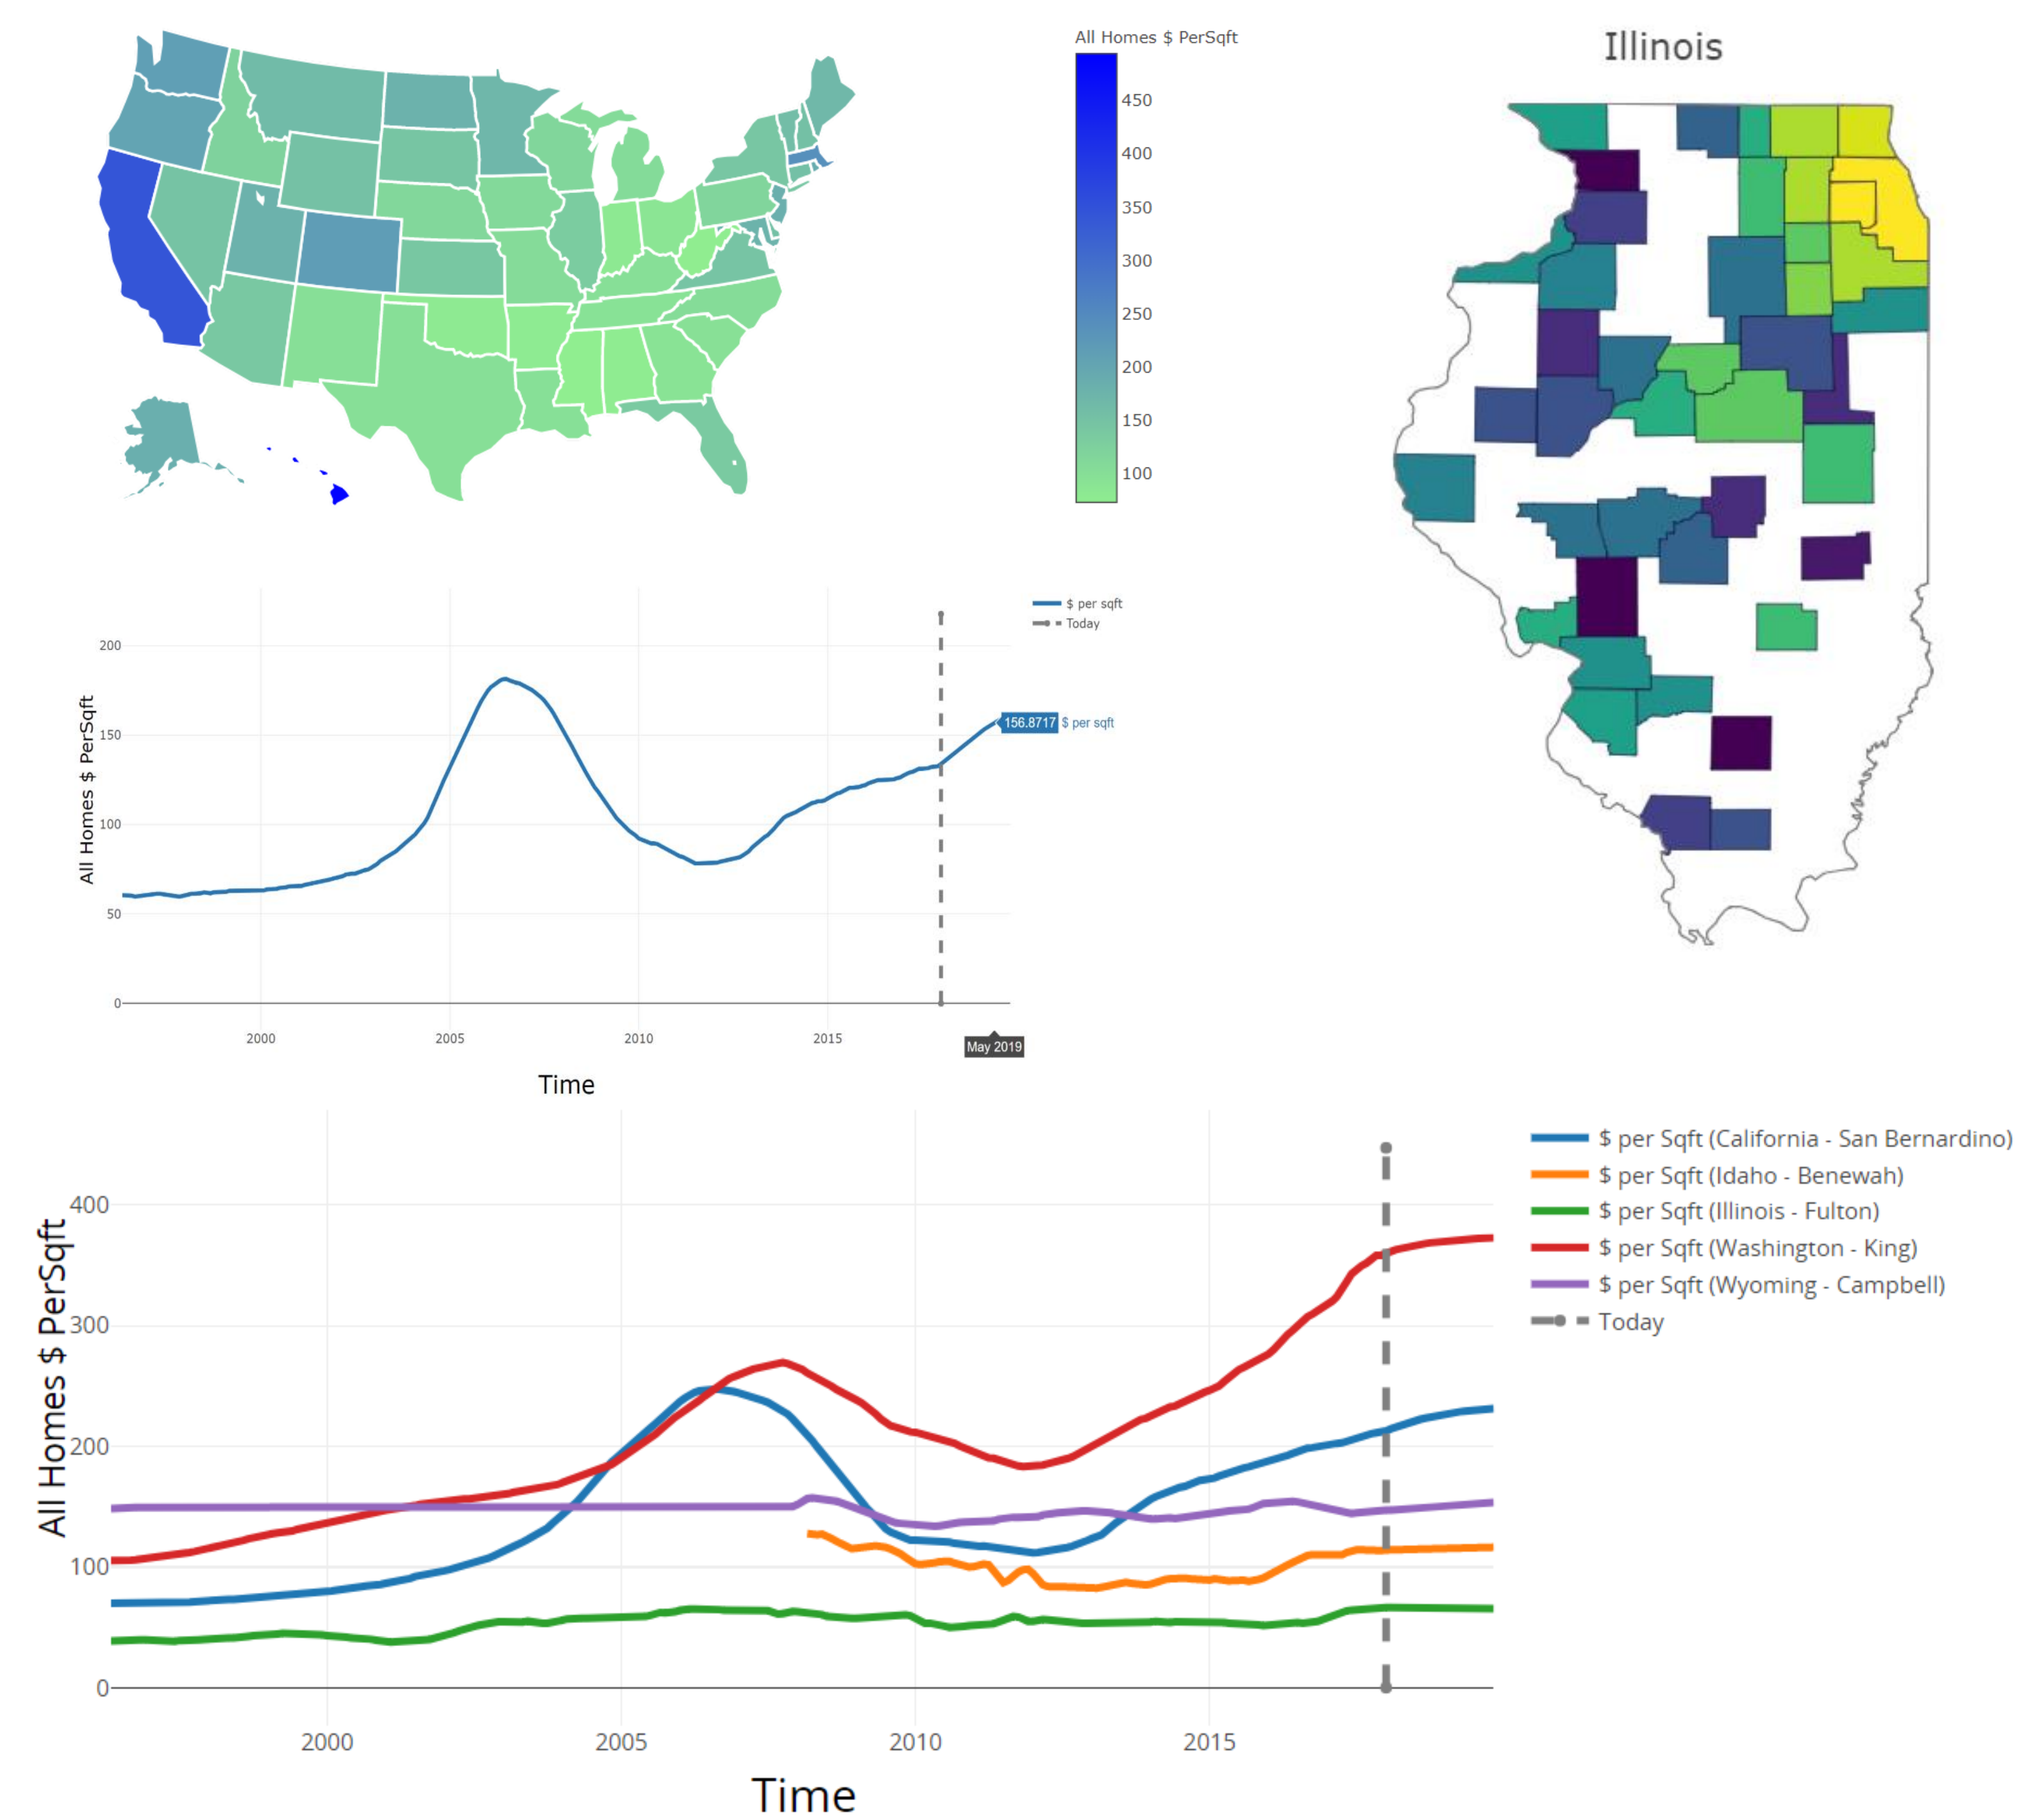 All Homes $ PerSqft
450
400
350
300
250
200
150
100
Illinois
$ per sqft
Today
All Homes $ PerSqft
200
150
100
50
0
156.8717 $ per sqft
2000 2005 2010 2015
May 2019
Time
All Homes $ PerSqft
400
300
200
100
0
2000 2005 2010 2015
Time
$ per Sqft (California - San Bernardino)
$ per Sqft (Idaho - Benewah)
$ per Sqft (Illinois - Fulton)
$ per Sqft (Washington - King)
$ per Sqft (Wyoming - Campbell)
Today